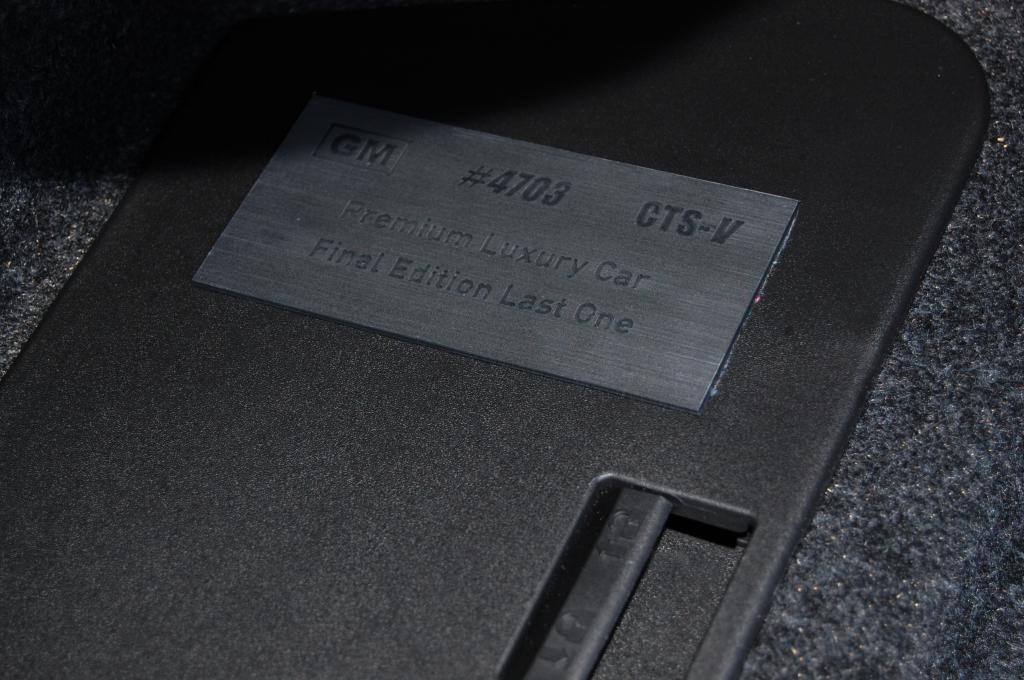 GM #4703 CTS-V
Premium Luxury Car
Final Edition Last One